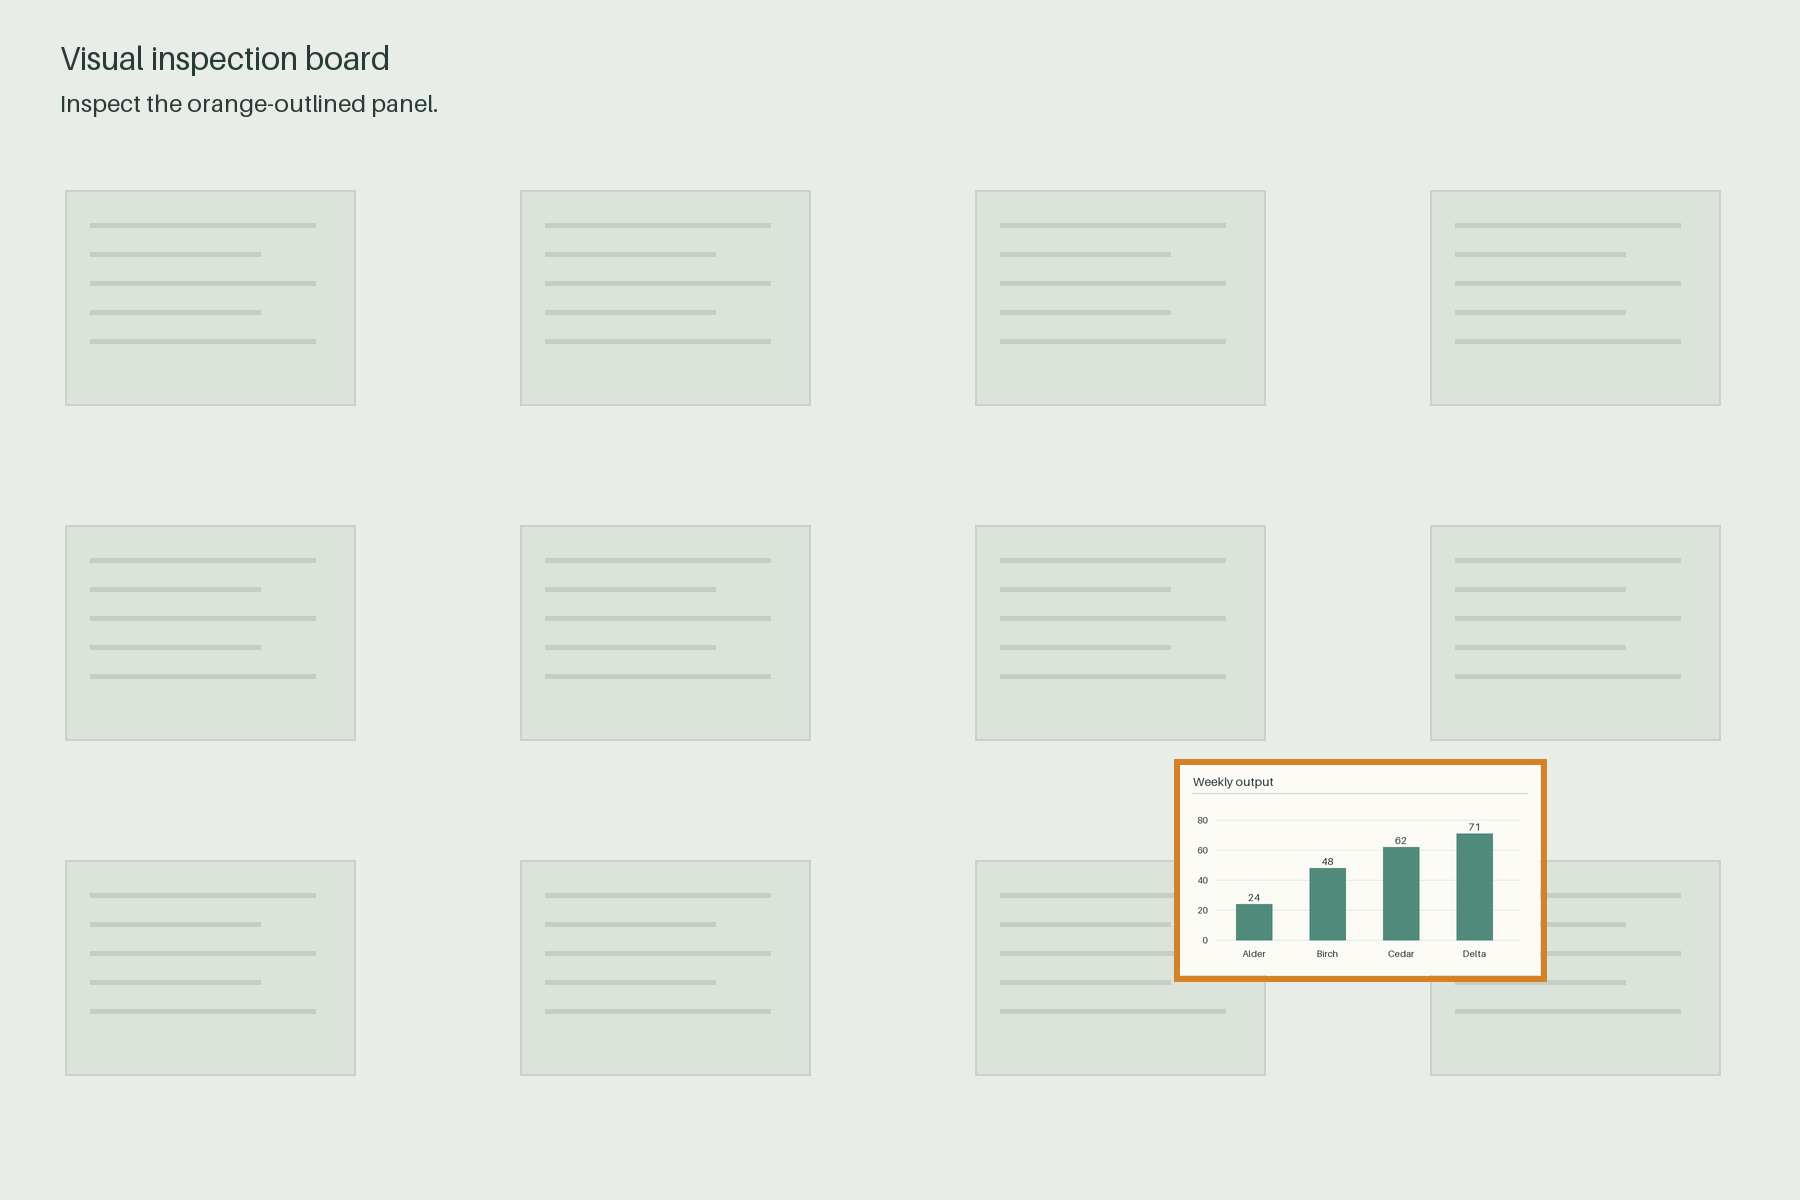 Visual inspection board
Inspect the orange-outlined panel.
Weekly output
80
60
40
20
0
24
48
62
71
Alder Birch Cedar Delta